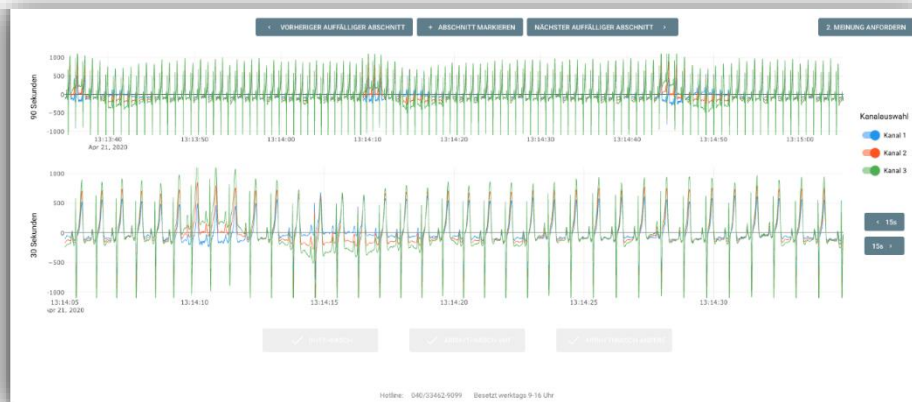 ‹ VORHERIGER AUFFÄLLIGER ABSCHNITT + ABSCHNITT MARKIEREN NÄCHSTER AUFFÄLLIGER ABSCHNITT › 2. MEINUNG ANFORDERN
90 Sekunden
1000
500
0
−500
−1000
13:13:40 13:13:50 13:14:00 13:14:10 13:14:20 13:14:30 13:14:40 13:14:50 13:15:00
Apr 21, 2020
Kanalauswahl
Kanal 1
Kanal 2
Kanal 3
30 Sekunden
1000
500
0
−500
−1000
13:14:05 13:14:10 13:14:15 13:14:20 13:14:25 13:14:30
pr 21, 2020
‹ 15s
15s ›
Hotline: 040/33462-9099 Besetzt werktags 9-16 Uhr